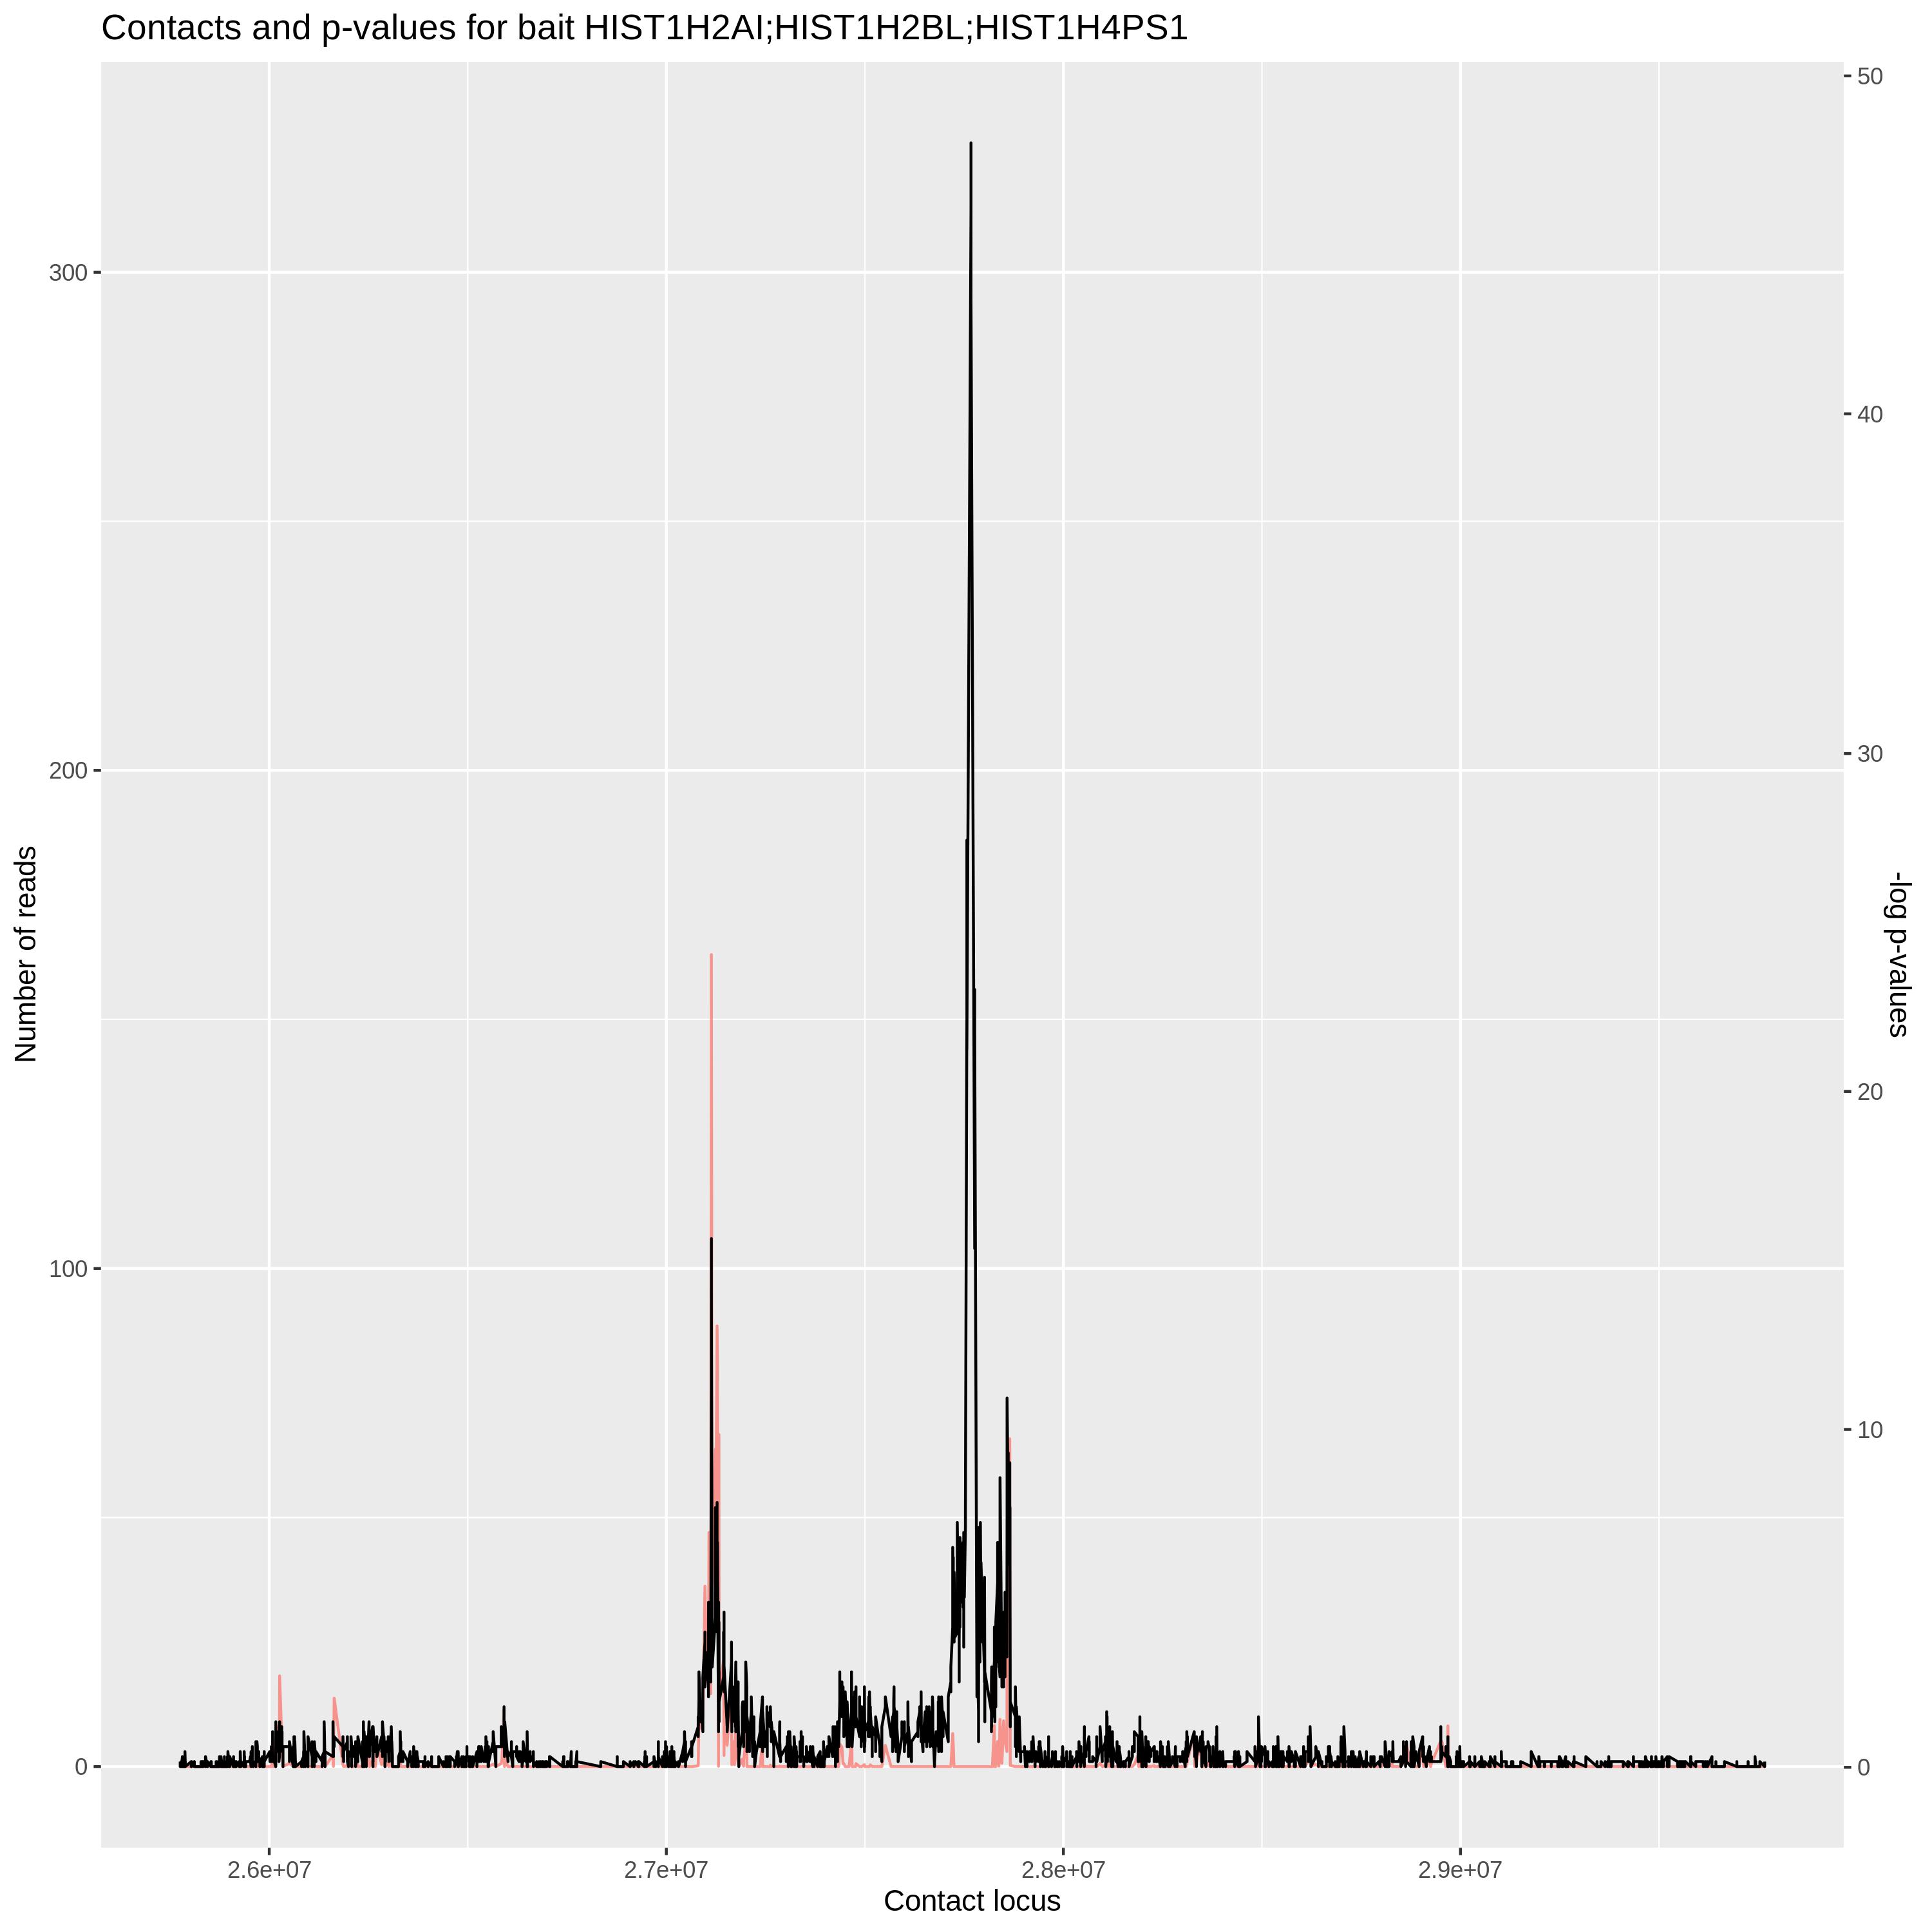 Contacts and p-values for bait HIST1H2AI;HIST1H2BL;HIST1H4PS1
50
40
300
30
200
Number of reads
-log p-values
20
100
10
0
0
2.6e+07 2.7e+07 2.8e+07 2.9e+07
Contact locus